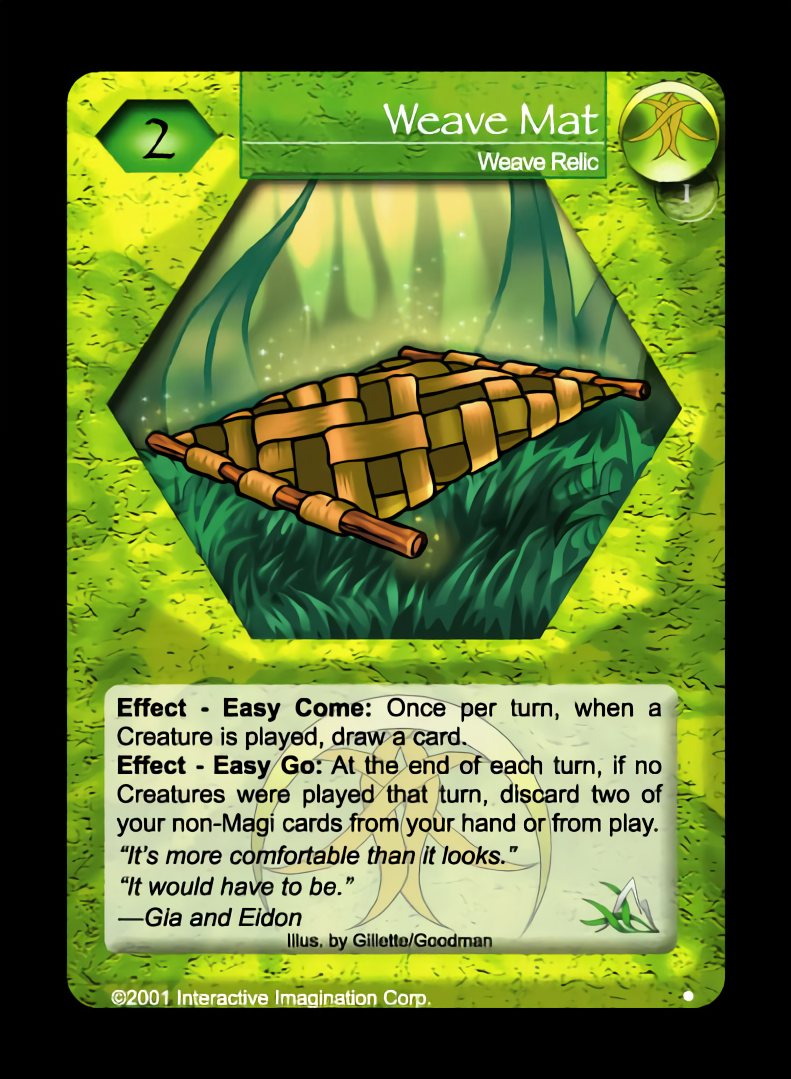 2
Weave Mat
Weave Relic
I
Effect - Easy Come: Once per turn, when a
Creature is played, draw a card.
Effect - Easy Go: At the end of each turn, if no
Creatures were played that turn, discard two of
your non-Magi cards from your hand or from play.
“It’s more comfortable than it looks.”
“It would have to be.”
—Gia and Eidon
Illus. by Gillette/Goodman
©2001 Interactive Imagination Corp.